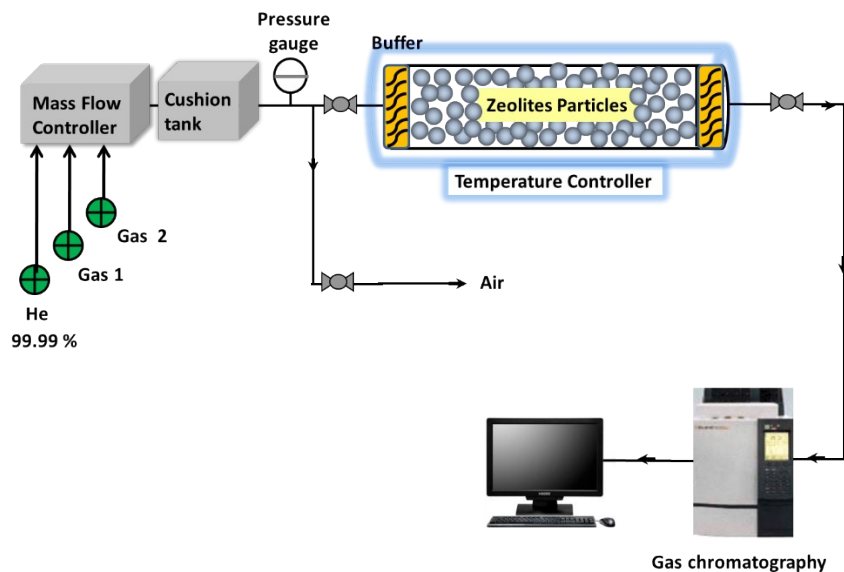 Pressure
gauge
Buffer
Mass Flow
Controller
Cushion
tank
Zeolites Particles
Temperature Controller
Gas 2
Gas 1
He
99.99 %
Air
Gas chromatography